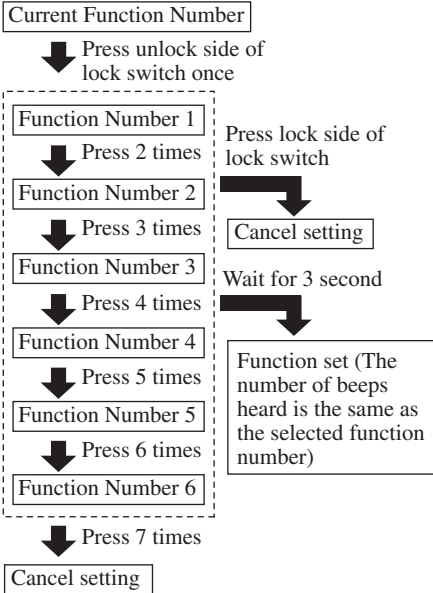 Current Function Number
Press unlock side of
lock switch once
Function Number 1
Press 2 times
Function Number 2
Press 3 times
Function Number 3
Press 4 times
Function Number 4
Press 5 times
Function Number 5
Press 6 times
Function Number 6
Press 7 times
Cancel setting
Press lock side of
lock switch
Cancel setting
Wait for 3 second
Function set (The
number of beeps
heard is the same as
the selected function
number)